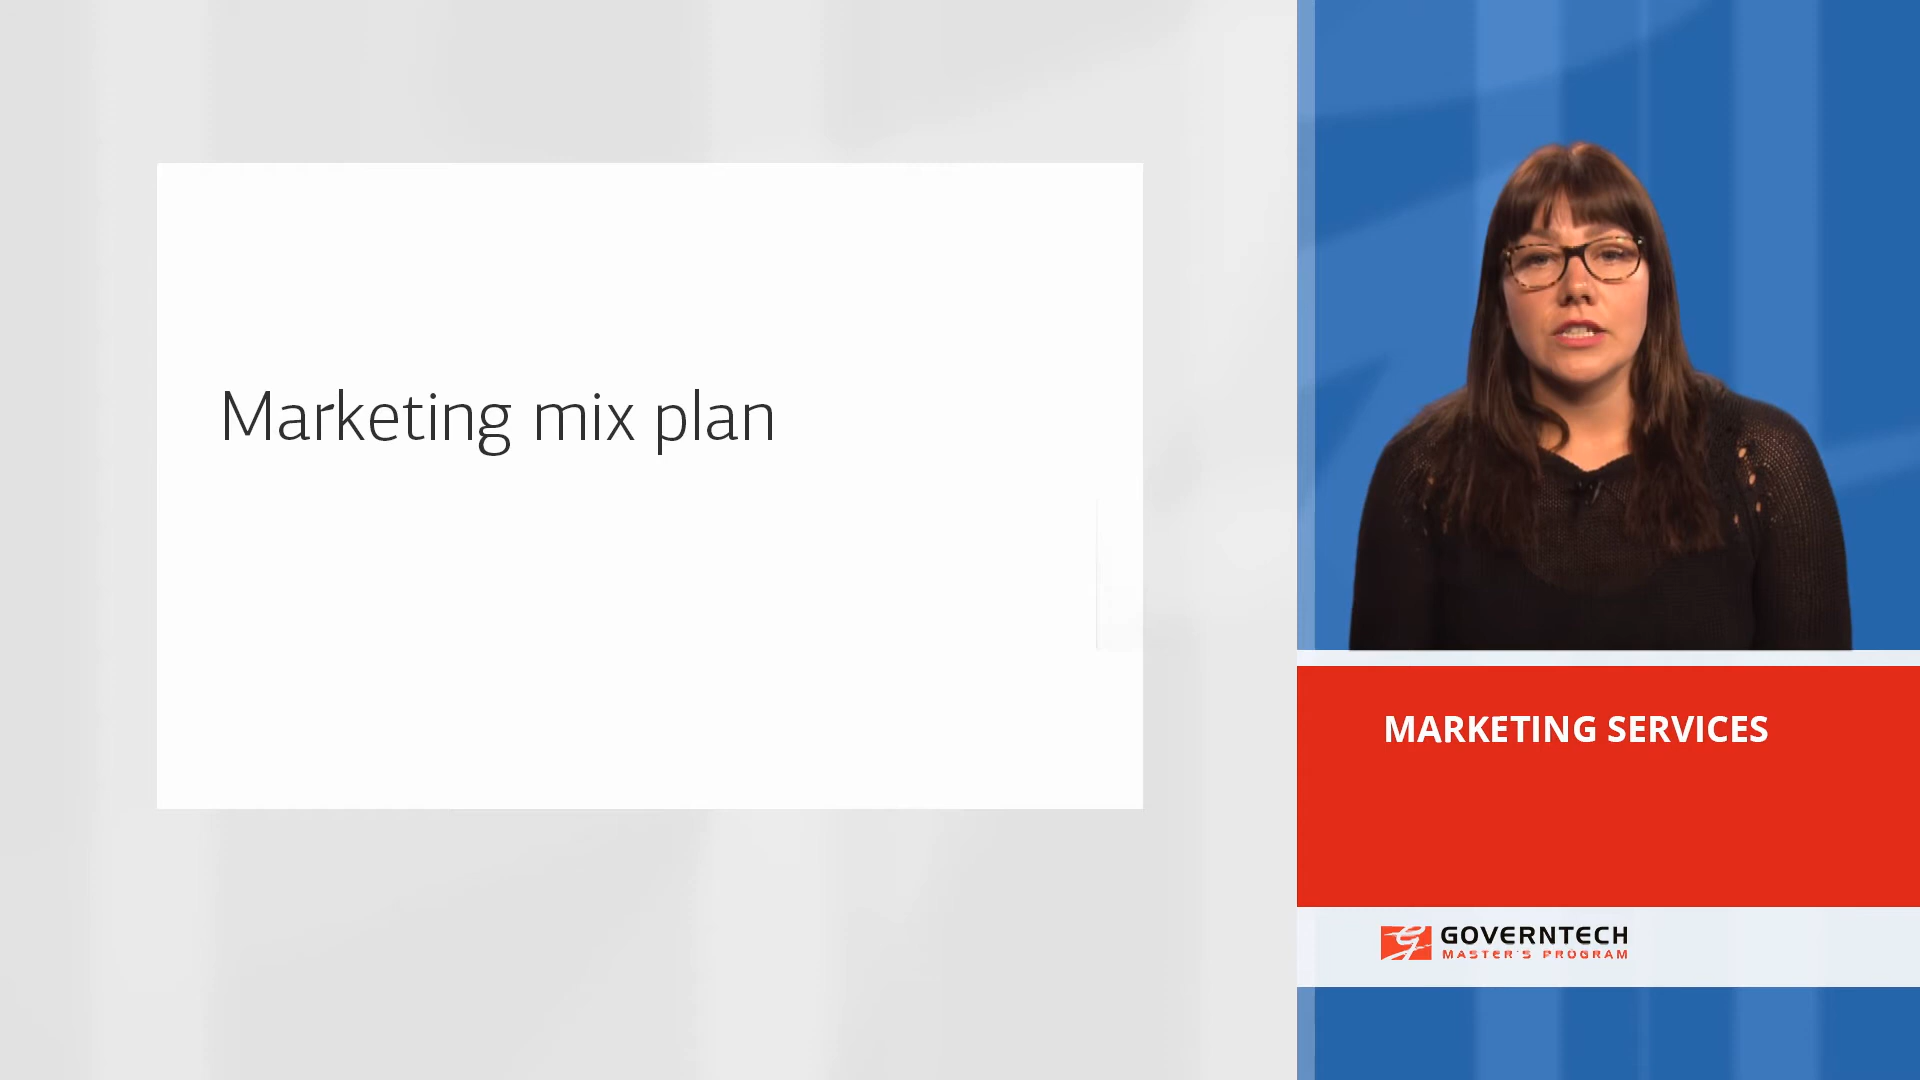 Marketing mix plan
MARKETING SERVICES
GOVERNTECH
MASTER'S PROGRAM